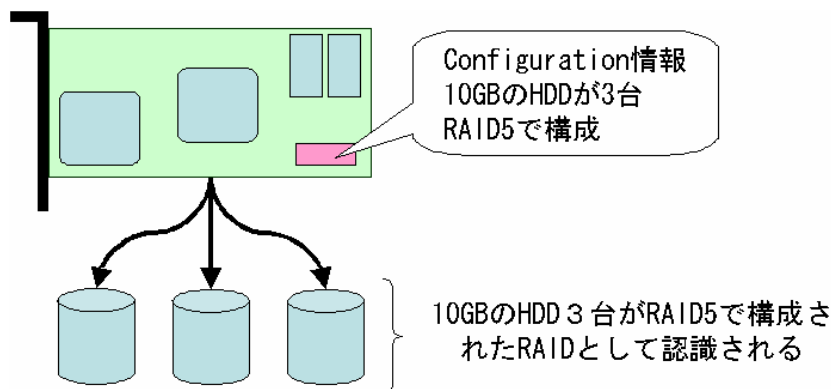 Configuration情報
10GBのHDDが3台
RAID5で構成
10GBのHDD３台がRAID5で構成さ
れたRAIDとして認識される